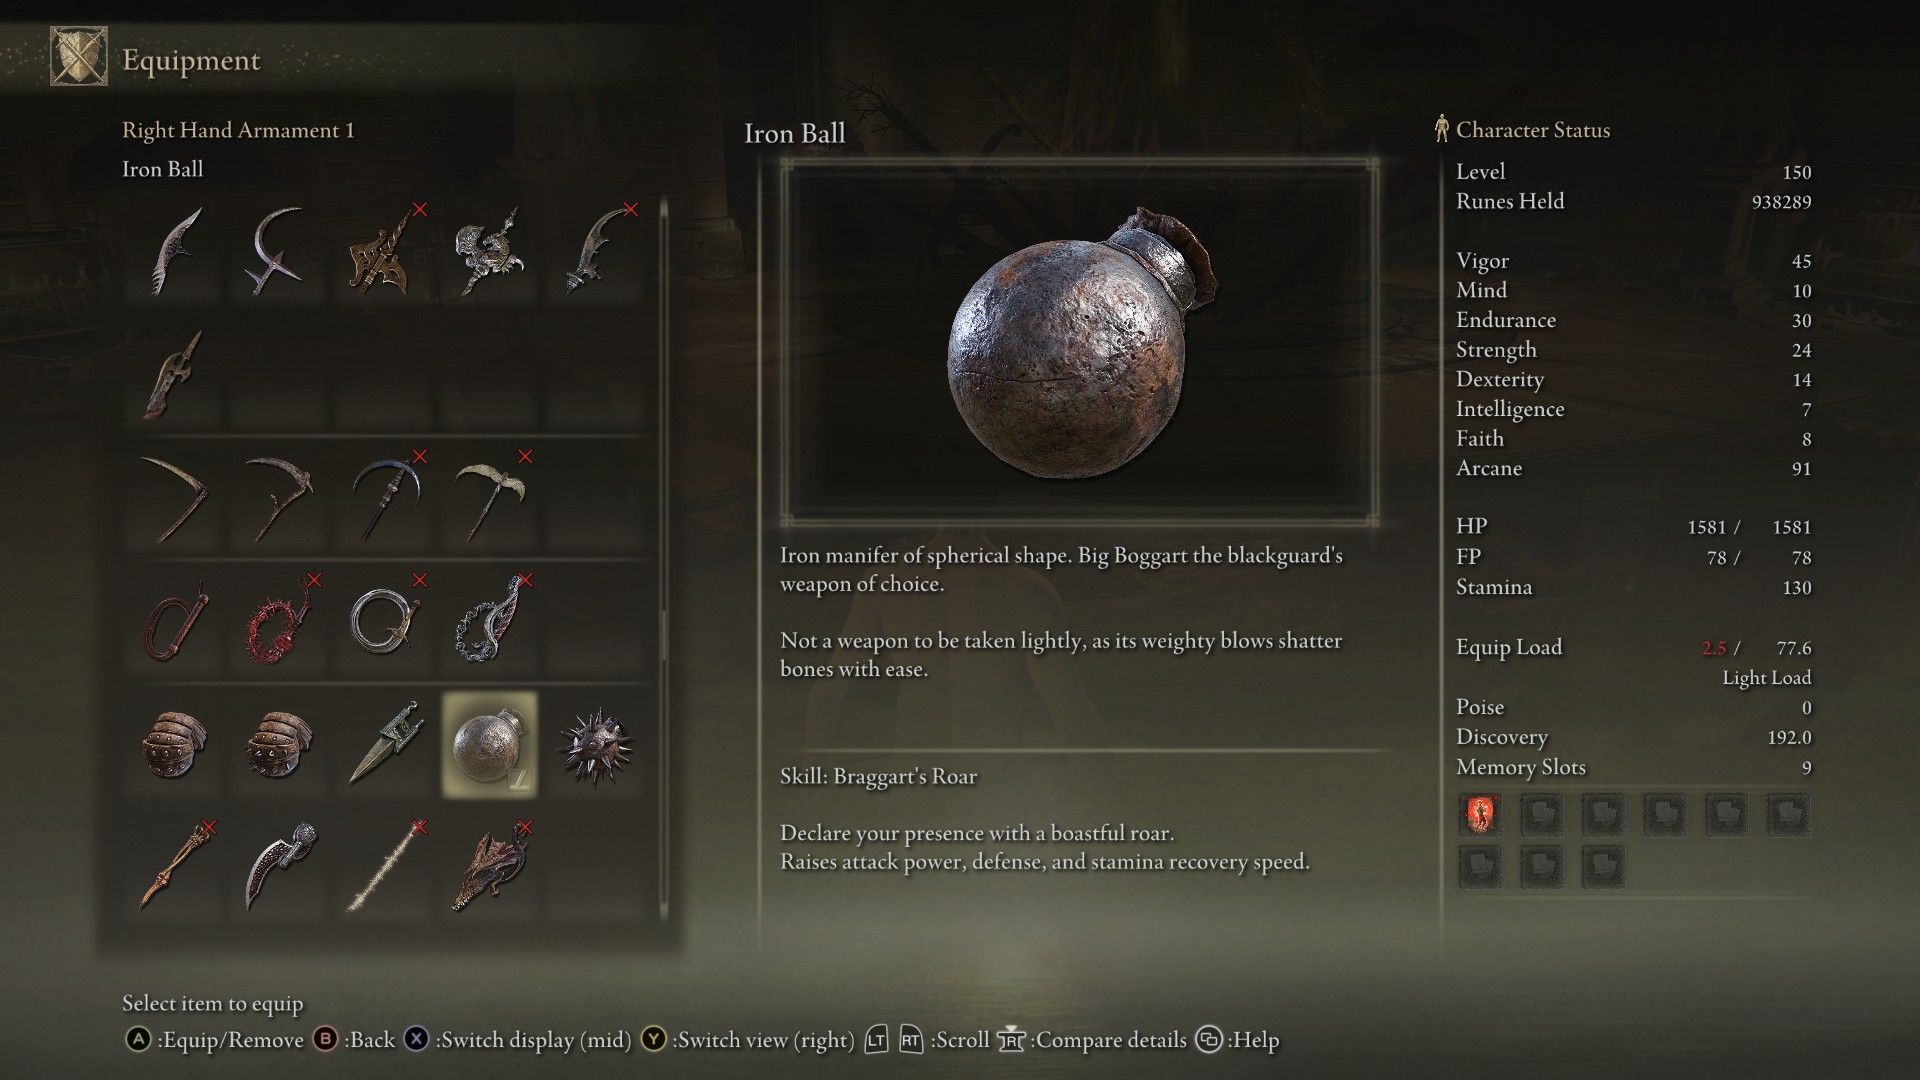 Equipment
Right Hand Armament 1
Iron Ball
Iron Ball
Iron manifer of spherical shape. Big Boggart the blackguard's
weapon of choice.
Not a weapon to be taken lightly, as its weighty blows shatter
bones with ease.
Skill: Braggart's Roar
Declare your presence with a boastful roar.
Raises attack power, defense, and stamina recovery speed.
Character Status
Level 150
Runes Held 938289
Vigor 45
Mind 10
Endurance 30
Strength 24
Dexterity 14
Intelligence 7
Faith 8
Arcane 91
HP 1581 / 1581
FP 78 / 78
Stamina 130
Equip Load 2.5 / 77.6
Light Load
Poise 0
Discovery 192.0
Memory Slots 9
Select item to equip
A :Equip/Remove B :Back X :Switch display (mid) Y :Switch view (right) LT RT :Scroll R :Compare details :Help